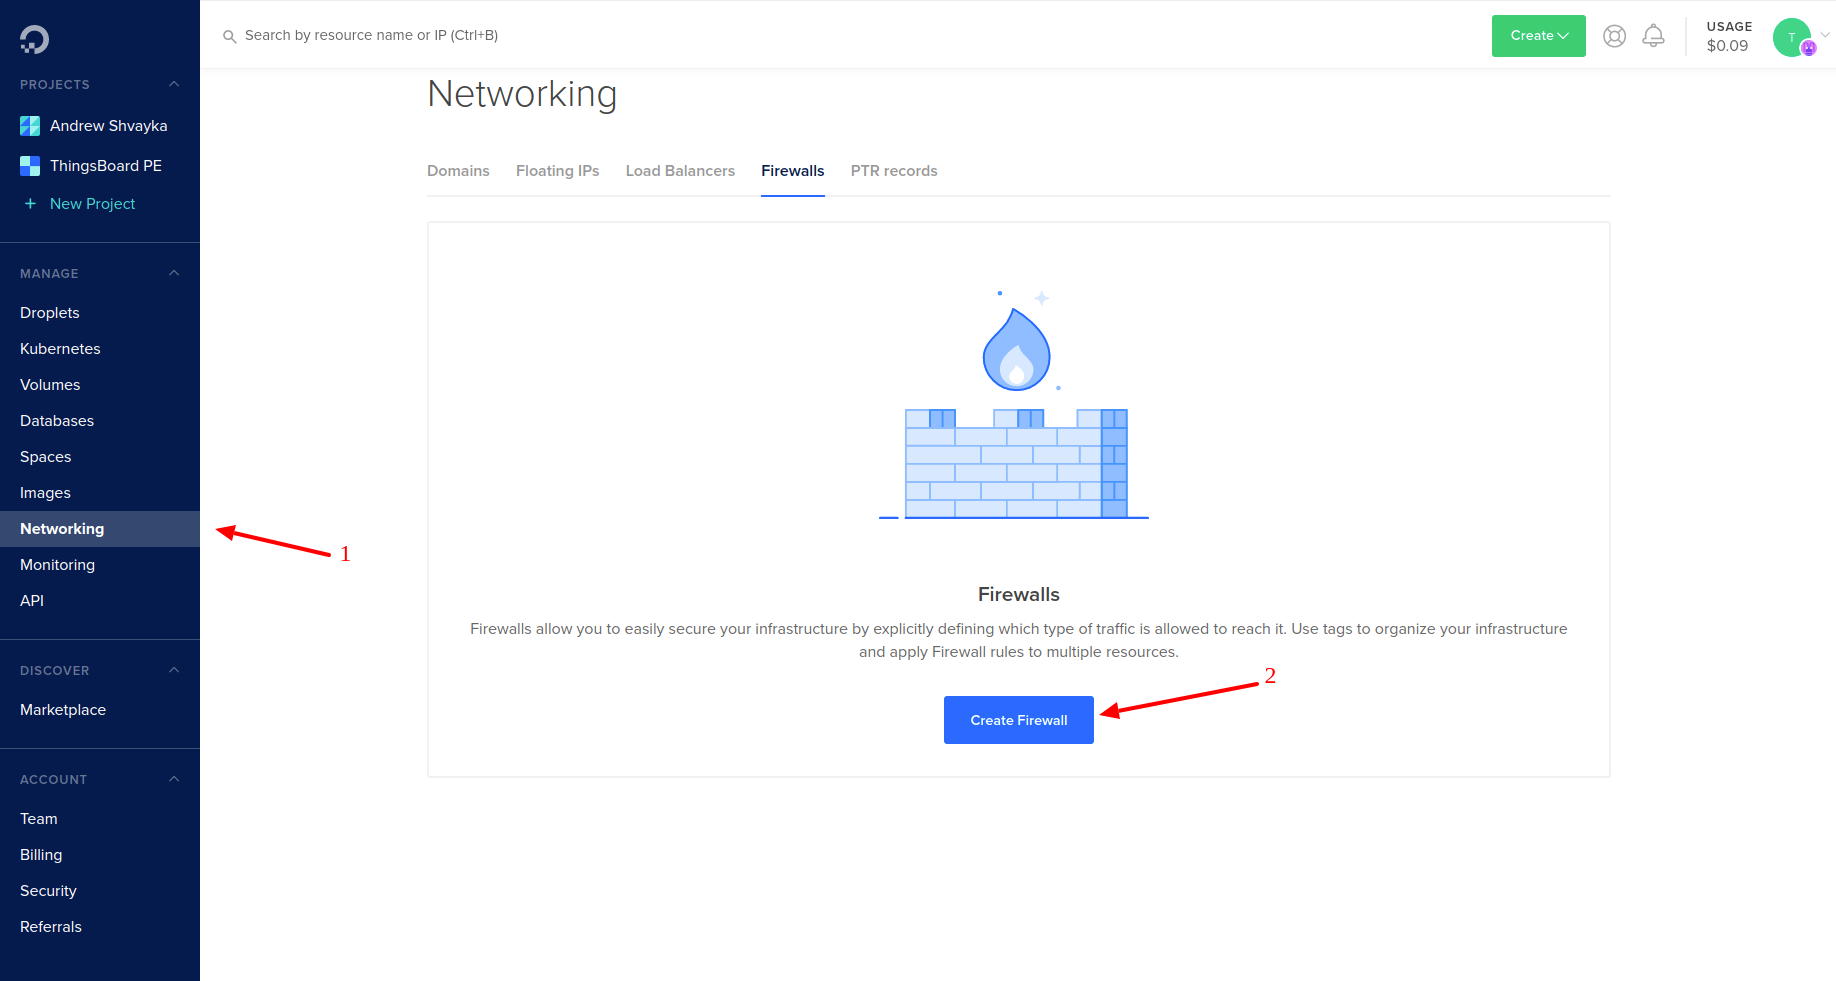 Search by resource name or IP (Ctrl+B)
Create
USAGE
$0.09
T
PROJECTS
Andrew Shvayka
ThingsBoard PE
+ New Project
MANAGE
Droplets
Kubernetes
Volumes
Databases
Spaces
Images
Networking
Monitoring
API
DISCOVER
Marketplace
ACCOUNT
Team
Billing
Security
Referrals
1
Networking
Domains Floating IPs Load Balancers Firewalls PTR records
Firewalls
Firewalls allow you to easily secure your infrastructure by explicitly defining which type of traffic is allowed to reach it. Use tags to organize your infrastructure
and apply Firewall rules to multiple resources.
2
Create Firewall